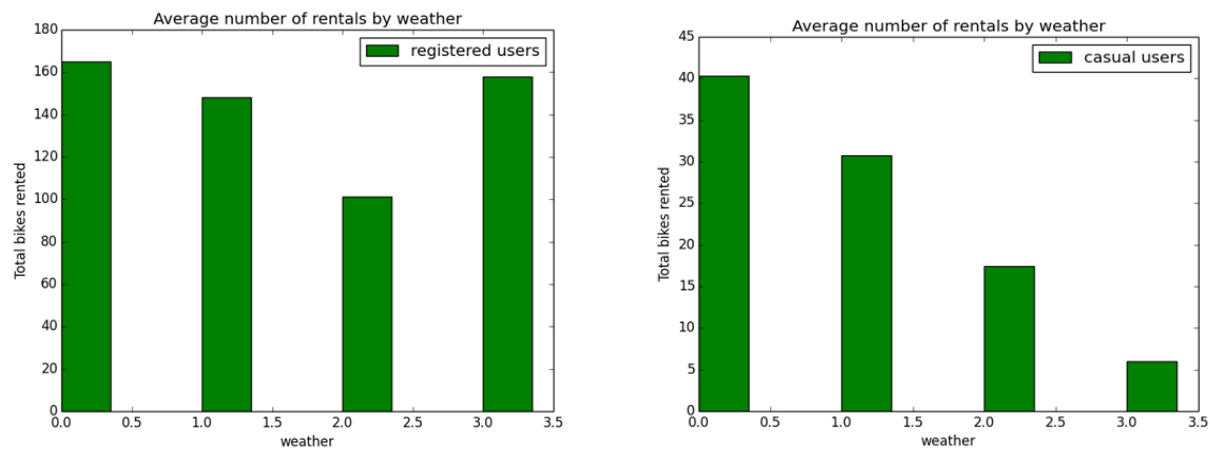 Average number of rentals by weather
registered users
180
160
140
120
100
80
60
40
20
0
Total bikes rented
0.0 0.5 1.0 1.5 2.0 2.5 3.0 3.5
weather
Average number of rentals by weather
casual users
45
40
35
30
25
20
15
10
5
0
Total bikes rented
0.0 0.5 1.0 1.5 2.0 2.5 3.0 3.5
weather